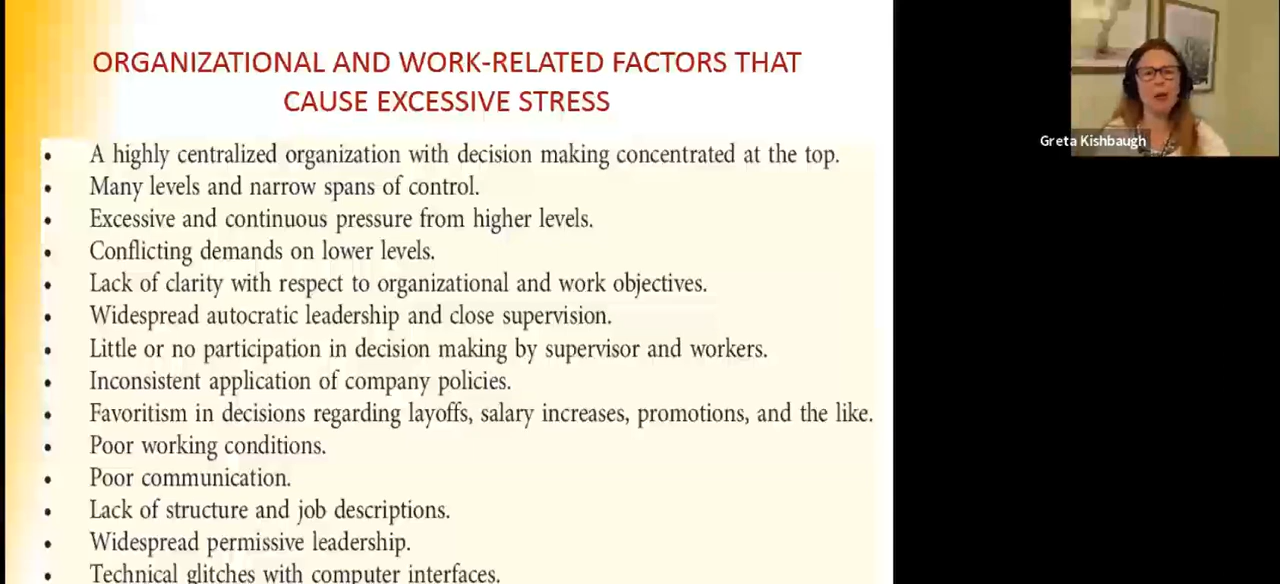 ORGANIZATIONAL AND WORK-RELATED FACTORS THAT
CAUSE EXCESSIVE STRESS
• A highly centralized organization with decision making concentrated at the top.
• Many levels and narrow spans of control.
• Excessive and continuous pressure from higher levels.
• Conflicting demands on lower levels.
• Lack of clarity with respect to organizational and work objectives.
• Widespread autocratic leadership and close supervision.
• Little or no participation in decision making by supervisor and workers.
• Inconsistent application of company policies.
• Favoritism in decisions regarding layoffs, salary increases, promotions, and the like.
• Poor working conditions.
• Poor communication.
• Lack of structure and job descriptions.
• Widespread permissive leadership.
• Technical glitches with computer interfaces.
Greta Kishbaugh